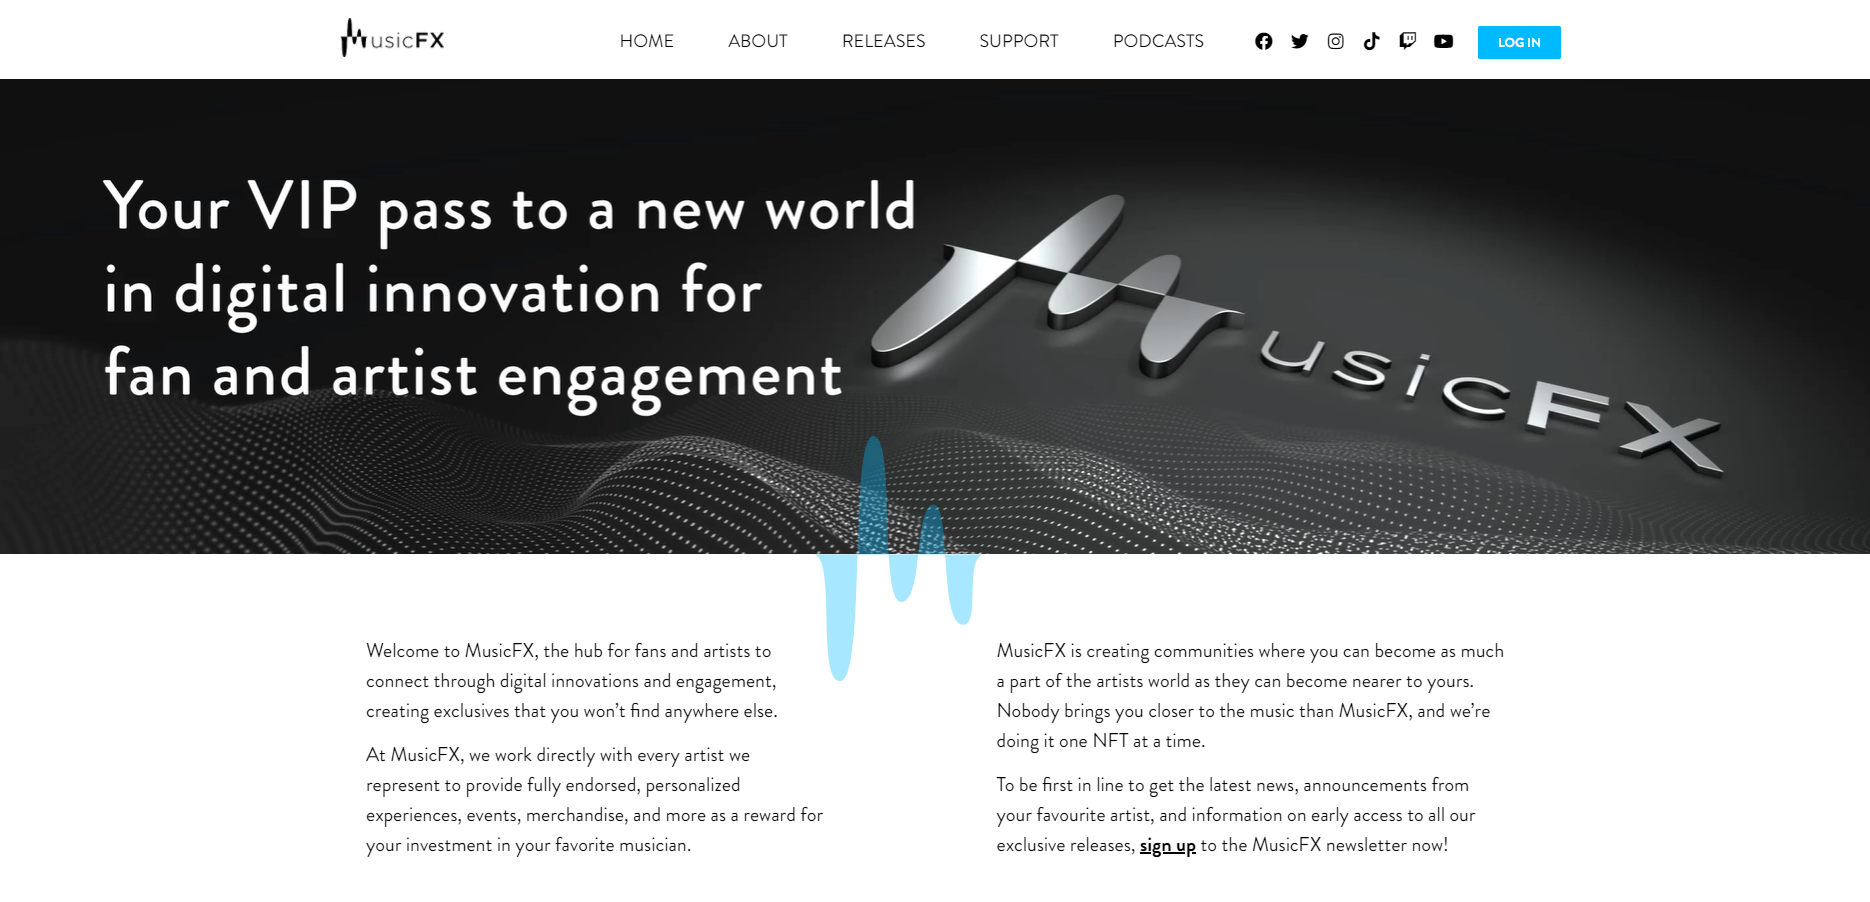 MusicFX
HOME
ABOUT
RELEASES
SUPPORT
PODCASTS
LOG IN
Your VIP pass to a new world
in digital innovation for
fan and artist engagement
MusicFX
Welcome to MusicFX, the hub for fans and artists to
connect through digital innovations and engagement,
creating exclusives that you won’t find anywhere else.
At MusicFX, we work directly with every artist we
represent to provide fully endorsed, personalized
experiences, events, merchandise, and more as a reward for
your investment in your favorite musician.
MusicFX is creating communities where you can become as much
a part of the artists world as they can become nearer to yours.
Nobody brings you closer to the music than MusicFX, and we’re
doing it one NFT at a time.
To be first in line to get the latest news, announcements from
your favourite artist, and information on early access to all our
exclusive releases, sign up to the MusicFX newsletter now!